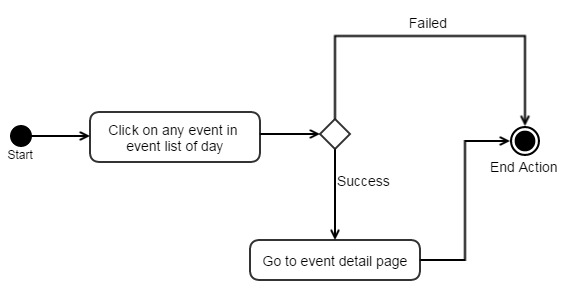 Failed
Start
Click on any event in
event list of day
Success
End Action
Go to event detail page